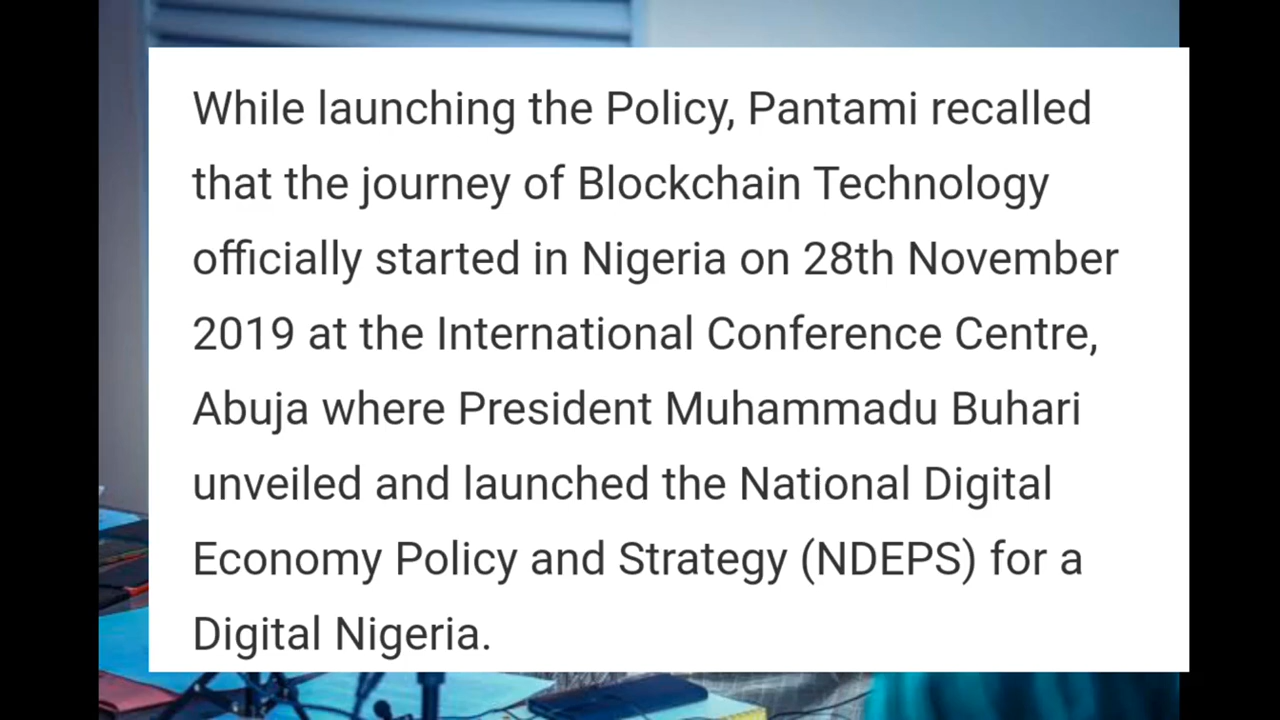 While launching the Policy, Pantami recalled
that the journey of Blockchain Technology
officially started in Nigeria on 28th November
2019 at the International Conference Centre,
Abuja where President Muhammadu Buhari
unveiled and launched the National Digital
Economy Policy and Strategy (NDEPS) for a
Digital Nigeria.